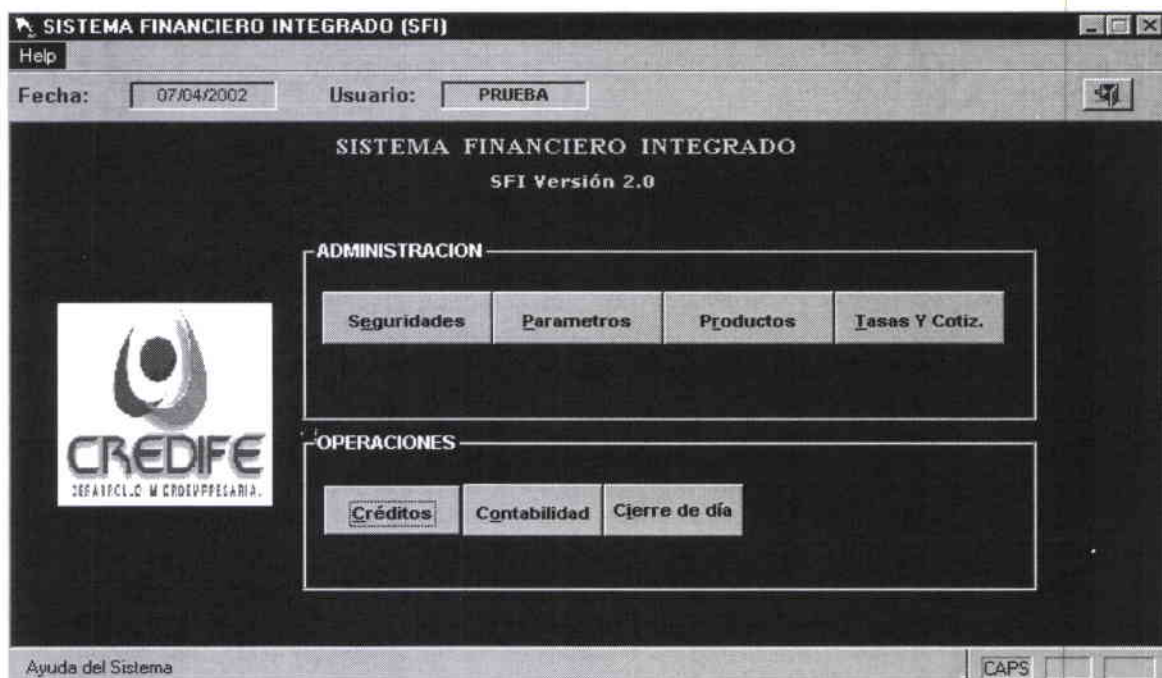 SISTEMA FINANCIERO INTEGRADO (SFI)
Help
Fecha: 07/04/2002 Usuario: PRUEBA
SISTEMA FINANCIERO INTEGRADO
SFI Versión 2.0
ADMINISTRACION
Seguridades Parametros Productos Tasas Y Cotiz.
CREDIFE
OPERACIONES
Créditos Contabilidad Cierre de día
Ayuda del Sistema CAPS